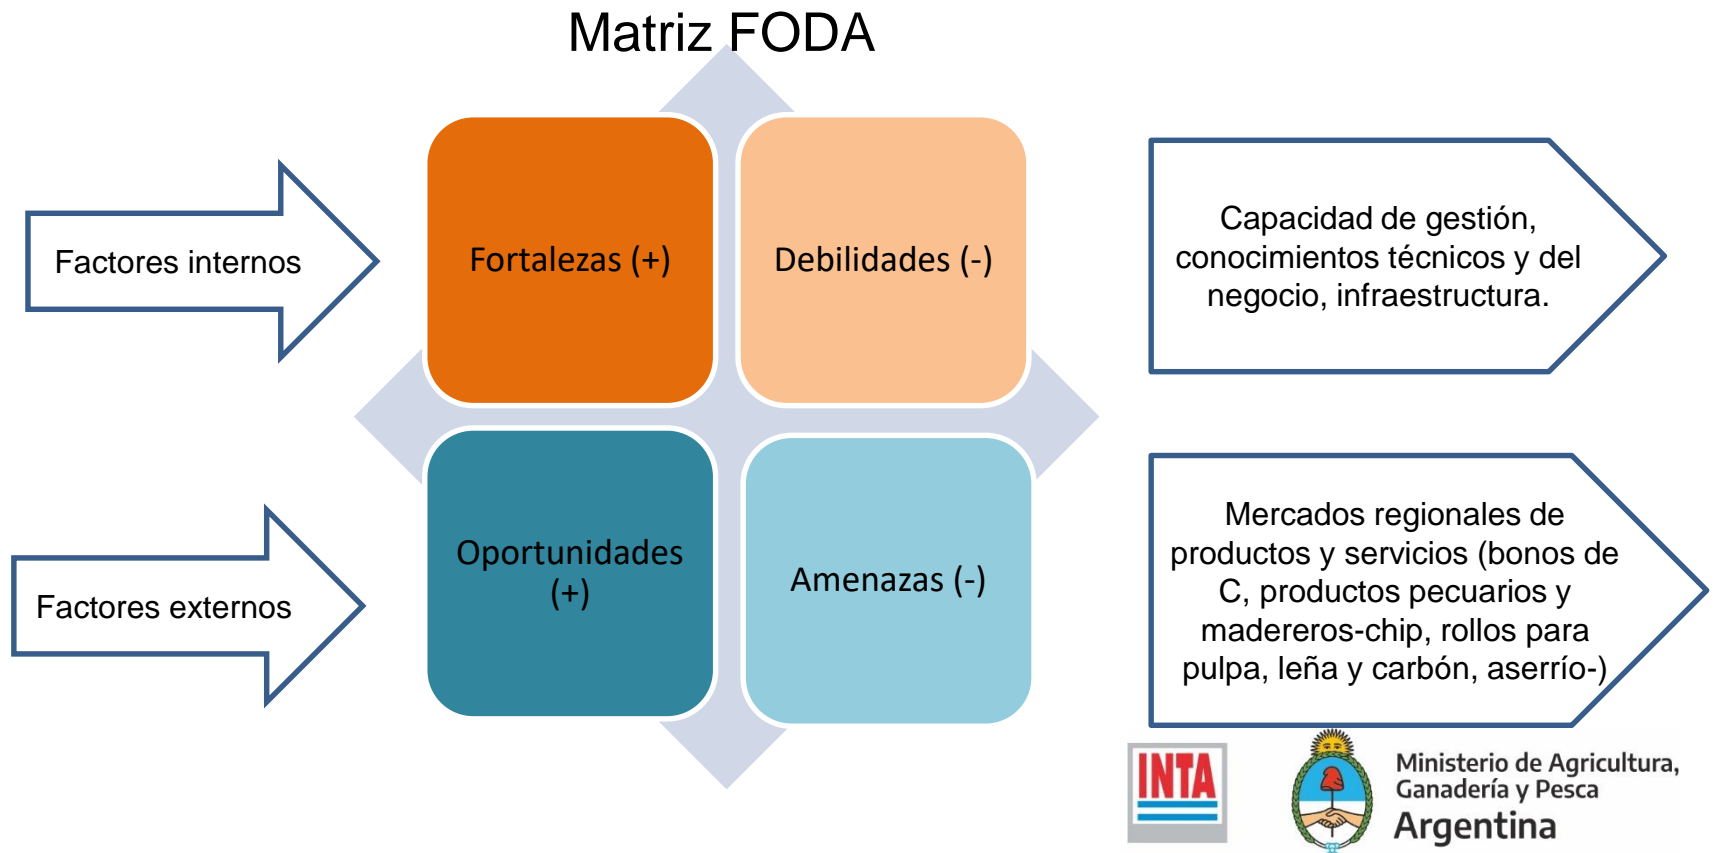 Matriz FODA
Factores internos
Fortalezas (+)
Debilidades (-)
Capacidad de gestión,
conocimientos técnicos y del
negocio, infraestructura.
Factores externos
Oportunidades
(+)
Amenazas (-)
Mercados regionales de
productos y servicios (bonos de
C, productos pecuarios y
madereros-chip, rollos para
pulpa, leña y carbón, aserrío-)
INTA
Ministerio de Agricultura,
Ganadería y Pesca
Argentina